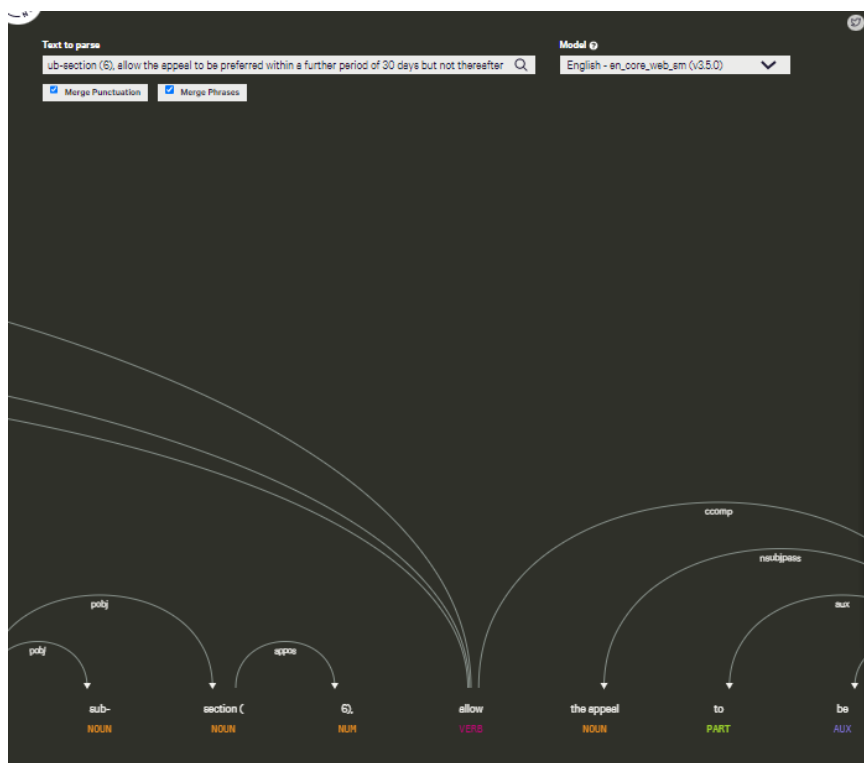 Text to parse
Model
ub-section (6), allow the appeal to be preferred within a further period of 30 days but not thereafter
English - en_core_web_sm (v3.5.0)
Merge Punctuation
Merge Phrases
ccomp
nsubjpass
pobj
aux
pobj
appos
sub-
section (
6),
allow
the appeal
to
be
NOUN
NOUN
NUM
VERB
NOUN
PART
AUX